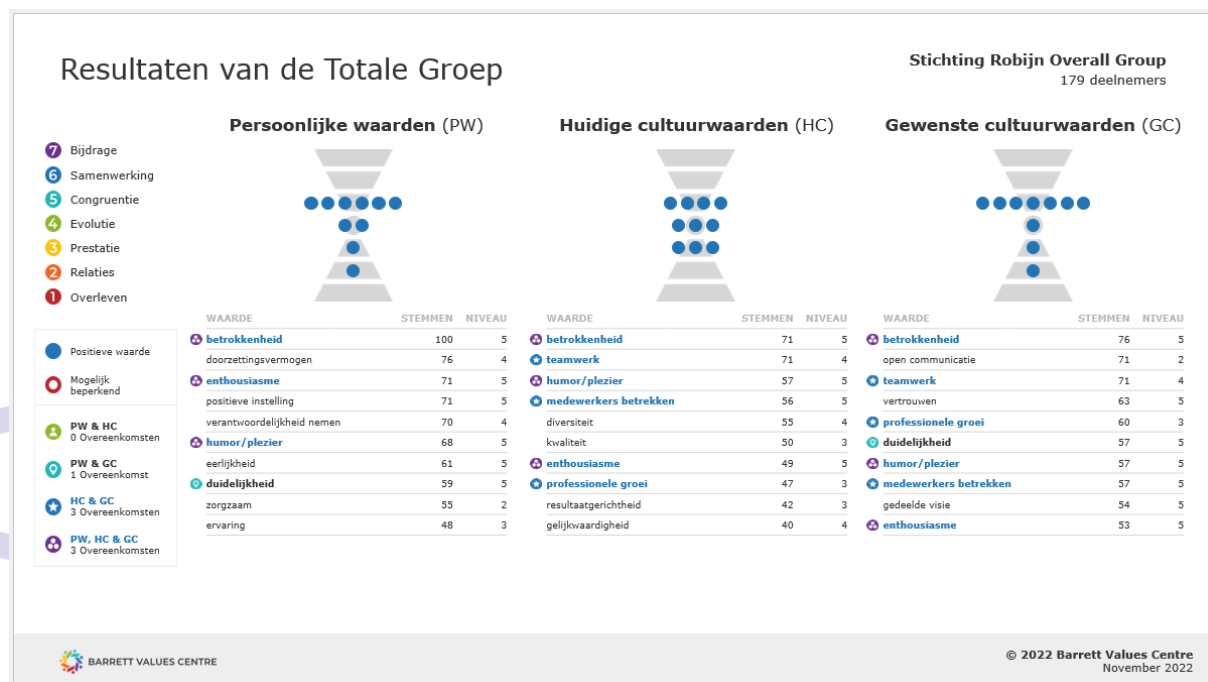 Resultaten van de Totale Groep
Stichting Robijn Overall Group
179 deelnemers
Persoonlijke waarden (PW)
Huidige cultuurwaarden (HC)
Gewenste cultuurwaarden (GC)
7 Bijdrage
6 Samenwerking
5 Congruentie
4 Evolutie
3 Prestatie
2 Relaties
1 Overleven
Positieve waarde
Mogelijk
beperkend
PW & HC
0 Overeenkomsten
PW & GC
1 Overeenkomst
HC & GC
3 Overeenkomsten
PW, HC & GC
3 Overeenkomsten
WAARDE STEMMEN NIVEAU
betrokkenheid 100 5
doorzettingsvermogen 76 4
enthousiasme 71 5
positieve instelling 71 5
verantwoordelijkheid nemen 70 4
humor/plezier 68 5
eerlijkheid 61 5
duidelijkheid 59 5
zorgzaam 55 2
ervaring 48 3
WAARDE STEMMEN NIVEAU
betrokkenheid 71 5
teamwerk 71 4
humor/plezier 57 5
medewerkers betrekken 56 5
diversiteit 55 4
kwaliteit 50 3
enthousiasme 49 5
professionele groei 47 3
resultaatgerichtheid 42 3
gelijkwaardigheid 40 4
WAARDE STEMMEN NIVEAU
betrokkenheid 76 5
open communicatie 71 2
teamwerk 71 4
vertrouwen 63 5
professionele groei 60 3
duidelijkheid 57 5
humor/plezier 57 5
medewerkers betrekken 57 5
gedeelde visie 54 5
enthousiasme 53 5
BARRETT VALUES CENTRE
© 2022 Barrett Values Centre
November 2022